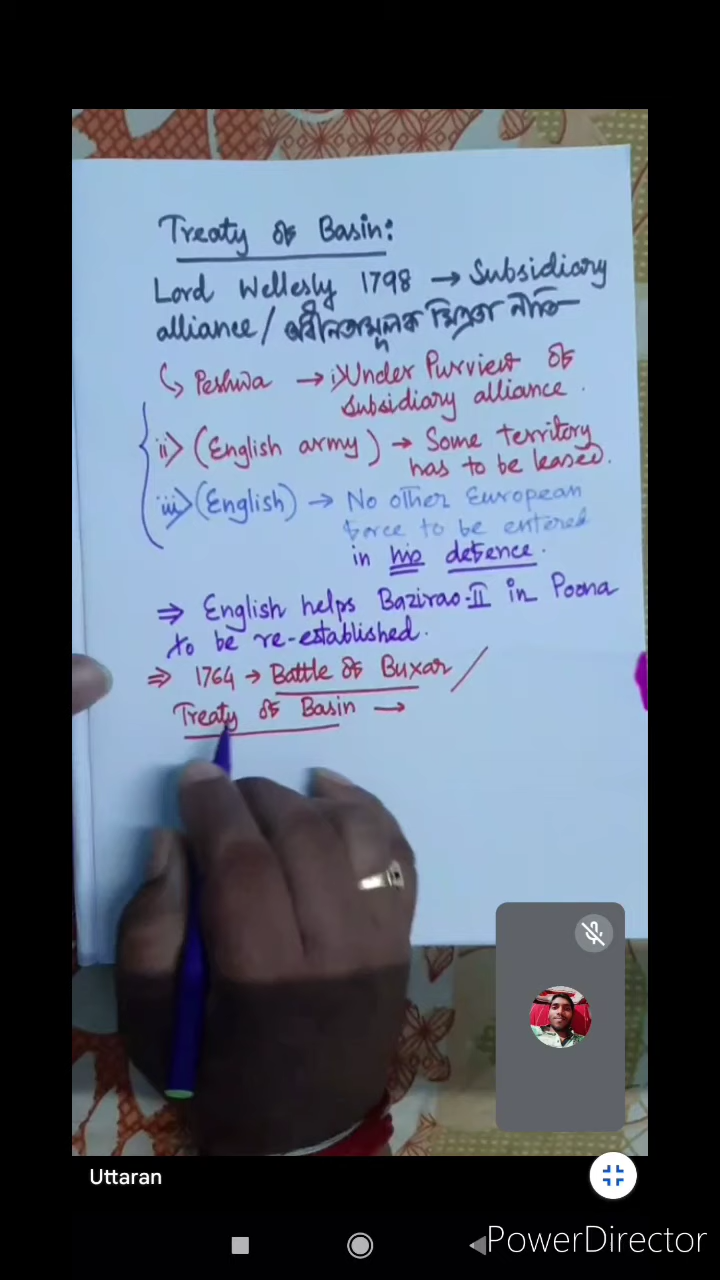 Treaty of Basin:
Lord Wellesly 1798 → Subsidiary
alliance/ অধীনতামূলক মিত্রতা নীতি
↳ Peshwa → i> Under Purview of
subsidiary alliance.
ii> (English army) → Some territory
has to be leased.
iii> (English) → No other European
force to be entered
in his defence.
⇒ English helps Bazirao-II in Poona
to be re-established.
⇒ 1764 → Battle of Buxar /
Treaty of Basin →
Uttaran
PowerDirector